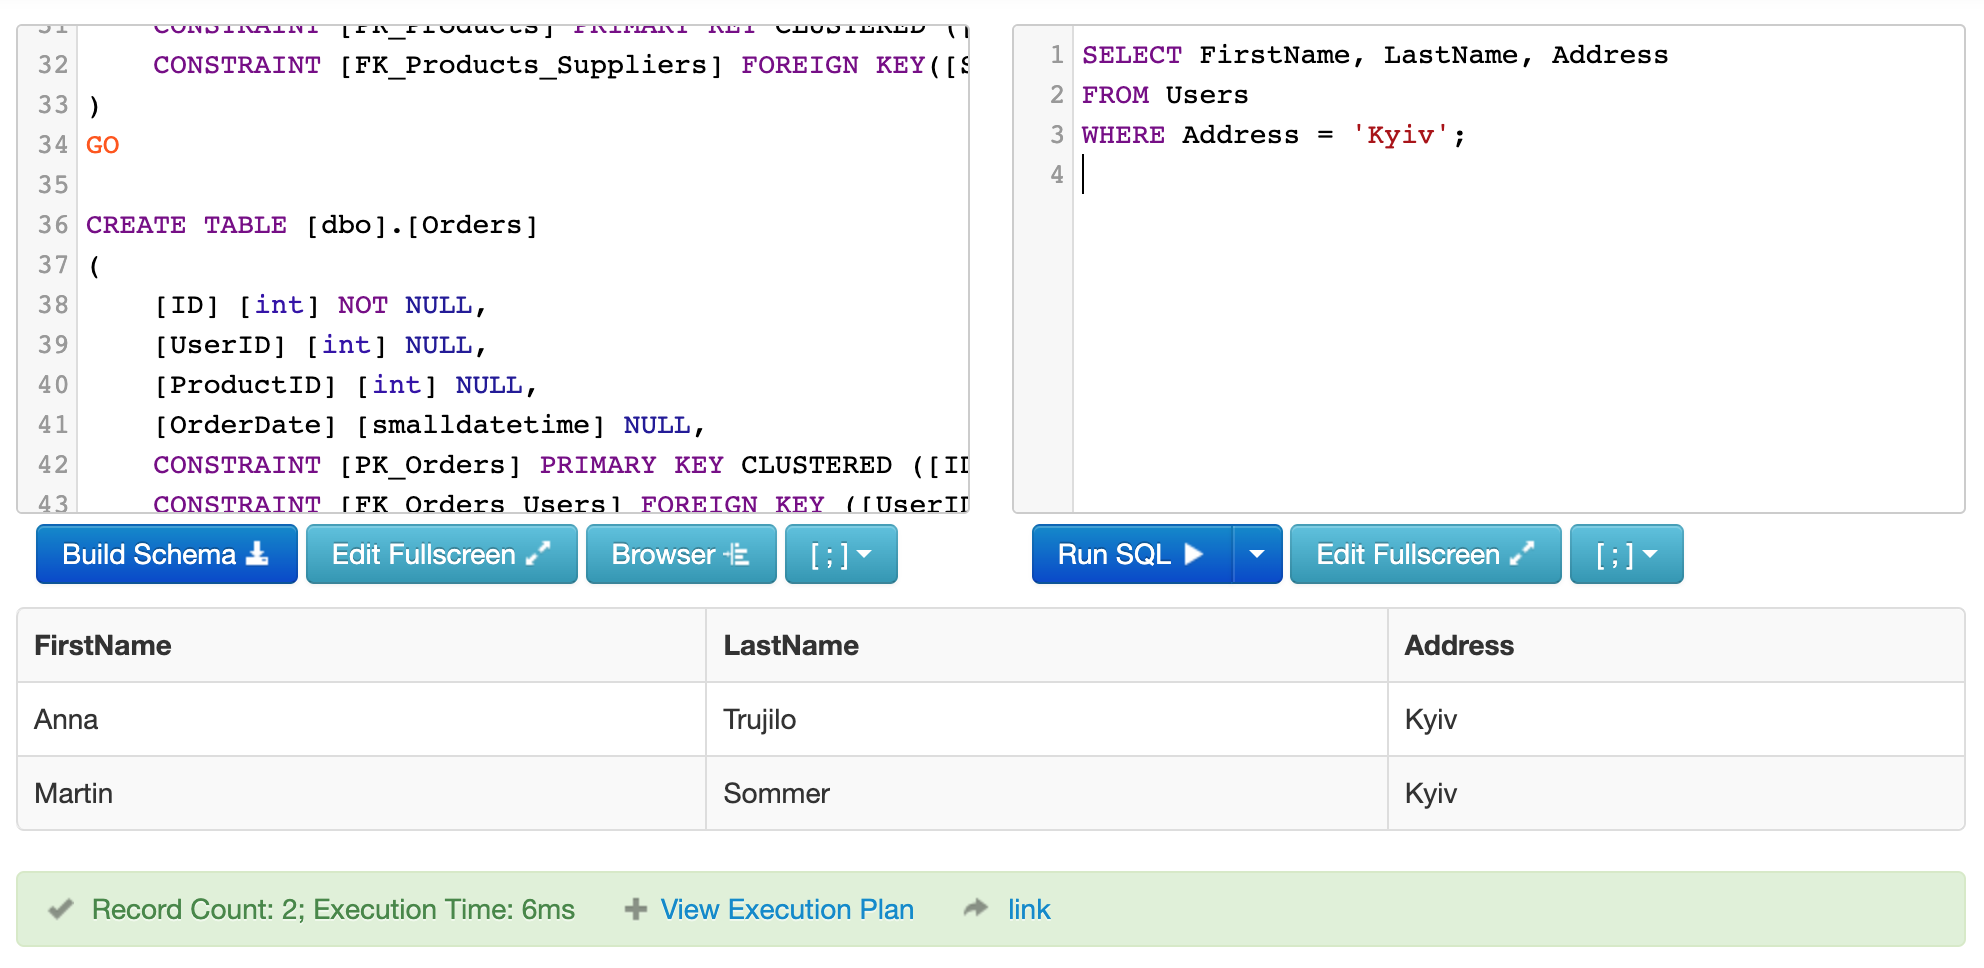 31 CONSTRAINT [PK_Products] PRIMARY KEY CLUSTERED ([
32 CONSTRAINT [FK_Products_Suppliers] FOREIGN KEY([S
33 )
34 GO
35
36 CREATE TABLE [dbo].[Orders]
37 (
38 [ID] [int] NOT NULL,
39 [UserID] [int] NULL,
40 [ProductID] [int] NULL,
41 [OrderDate] [smalldatetime] NULL,
42 CONSTRAINT [PK_Orders] PRIMARY KEY CLUSTERED ([ID
43 CONSTRAINT [FK_Orders_Users] FOREIGN KEY ([UserID
1 SELECT FirstName, LastName, Address
2 FROM Users
3 WHERE Address = 'Kyiv';
4
Build Schema Edit Fullscreen Browser [ ; ]
Run SQL Edit Fullscreen [ ; ]
FirstName LastName Address
Anna Trujilo Kyiv
Martin Sommer Kyiv
Record Count: 2; Execution Time: 6ms View Execution Plan link